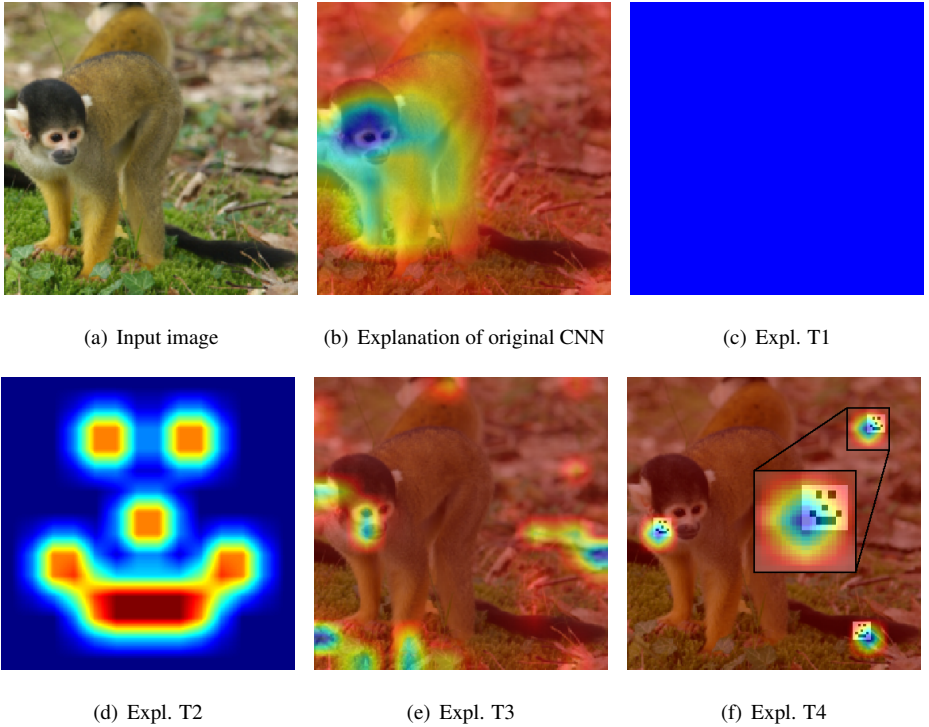 (a) Input image
(b) Explanation of original CNN
(c) Expl. T1
(d) Expl. T2
(e) Expl. T3
(f) Expl. T4